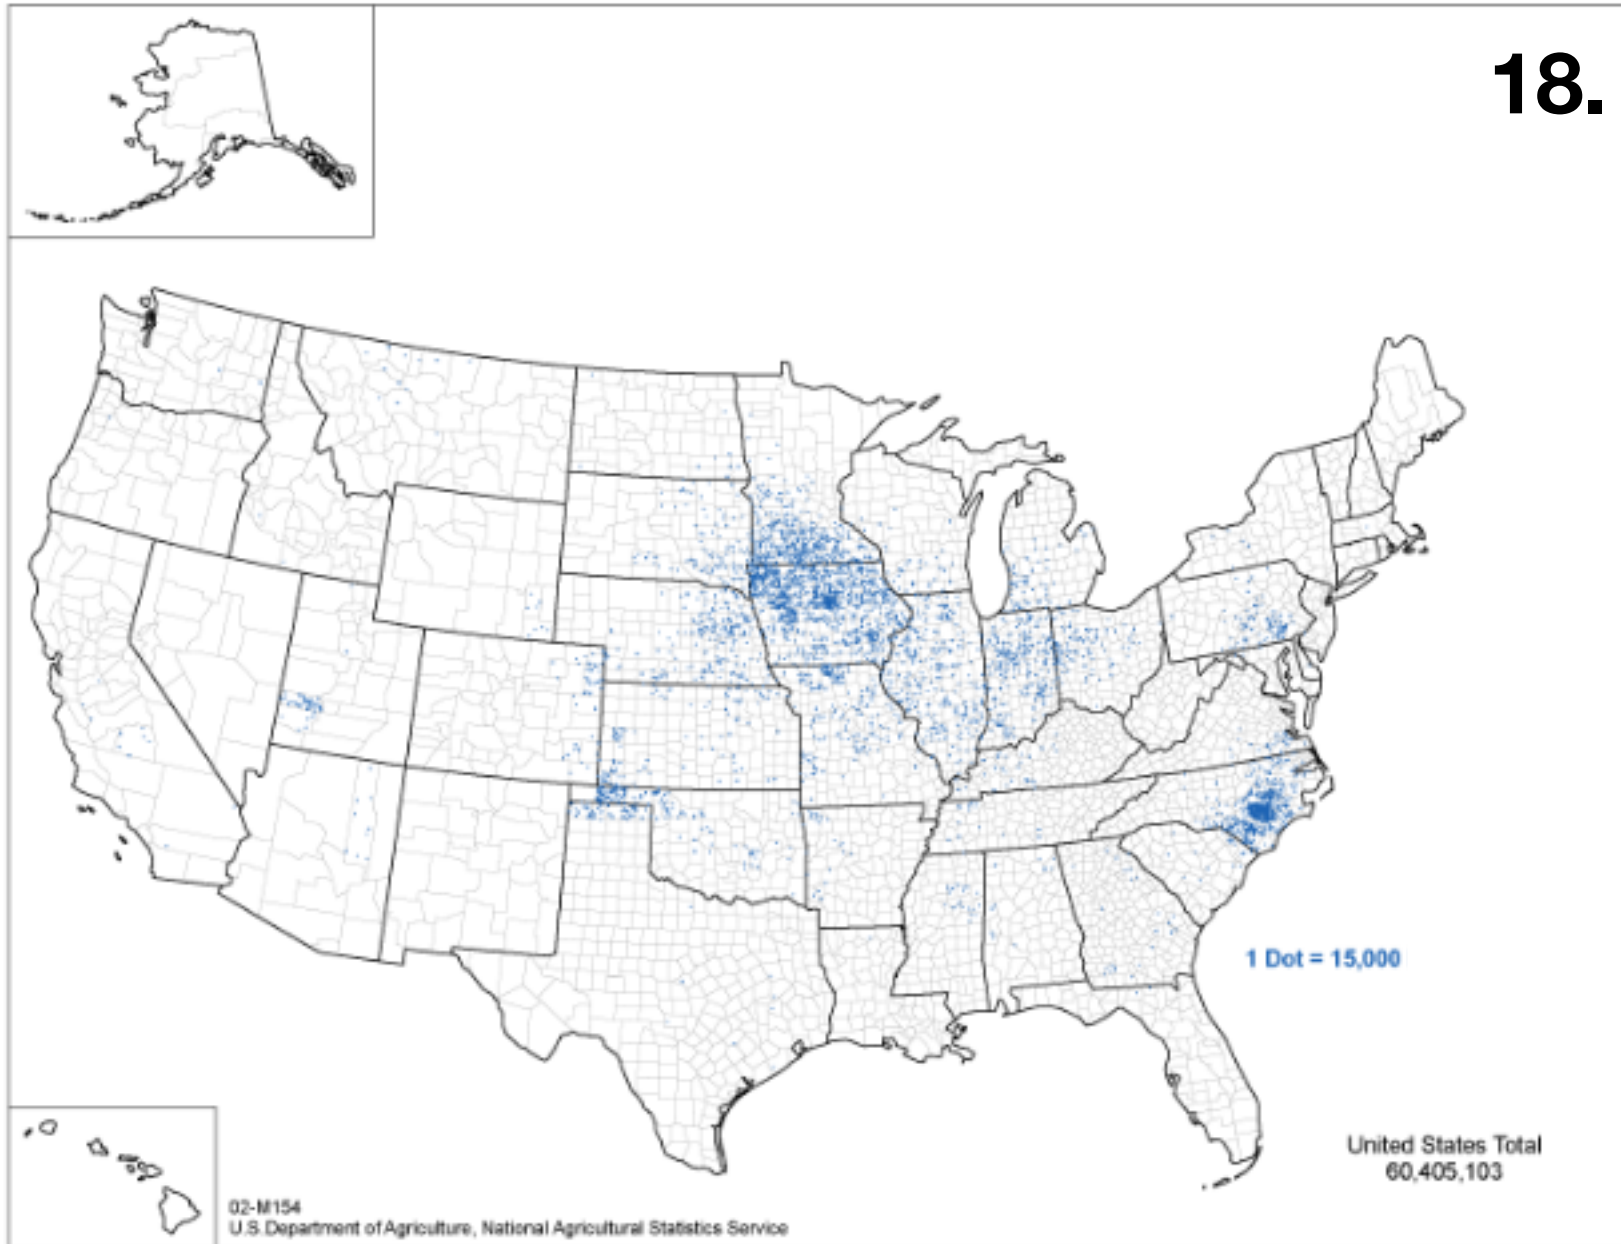 18.
1 Dot = 15,000
United States Total
60,405,103
02-M154
U.S. Department of Agriculture, National Agricultural Statistics Service